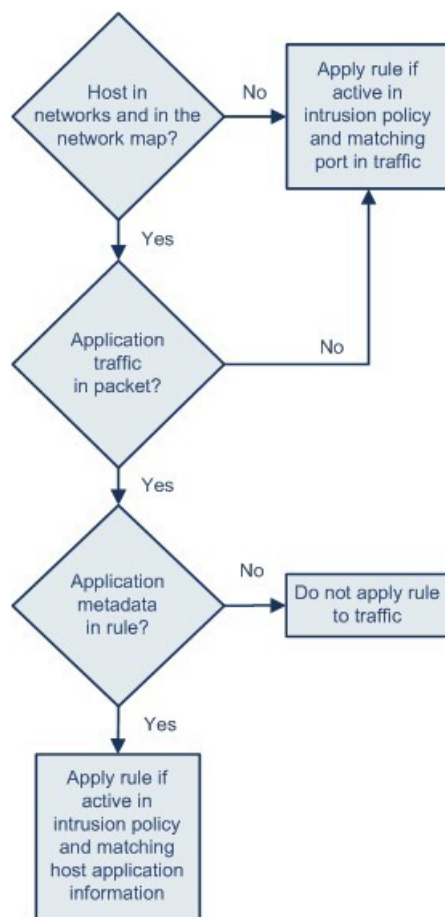 Host in
networks and in the
network map?
No
Apply rule if
active in
intrusion policy
and matching
port in traffic
Yes
Application
traffic
in packet?
No
Yes
Application
metadata
in rule?
No
Do not apply rule
to traffic
Yes
Apply rule if
active in
intrusion policy
and matching
host application
information